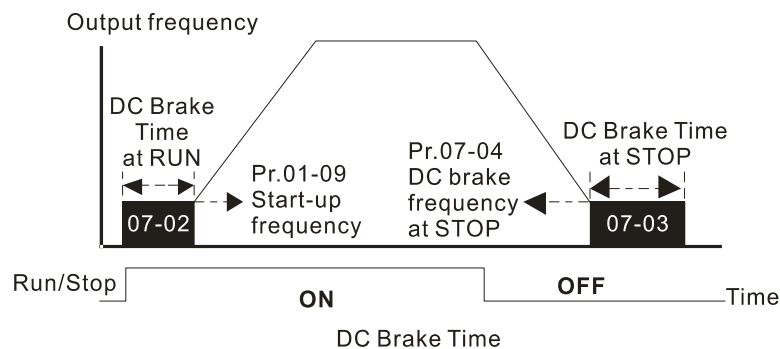 Output frequency
DC Brake
Time
at RUN
07-02
Pr.01-09
Start-up
frequency
Pr.07-04
DC brake
frequency
at STOP
DC Brake Time
at STOP
07-03
Run/Stop
ON
OFF
Time
DC Brake Time